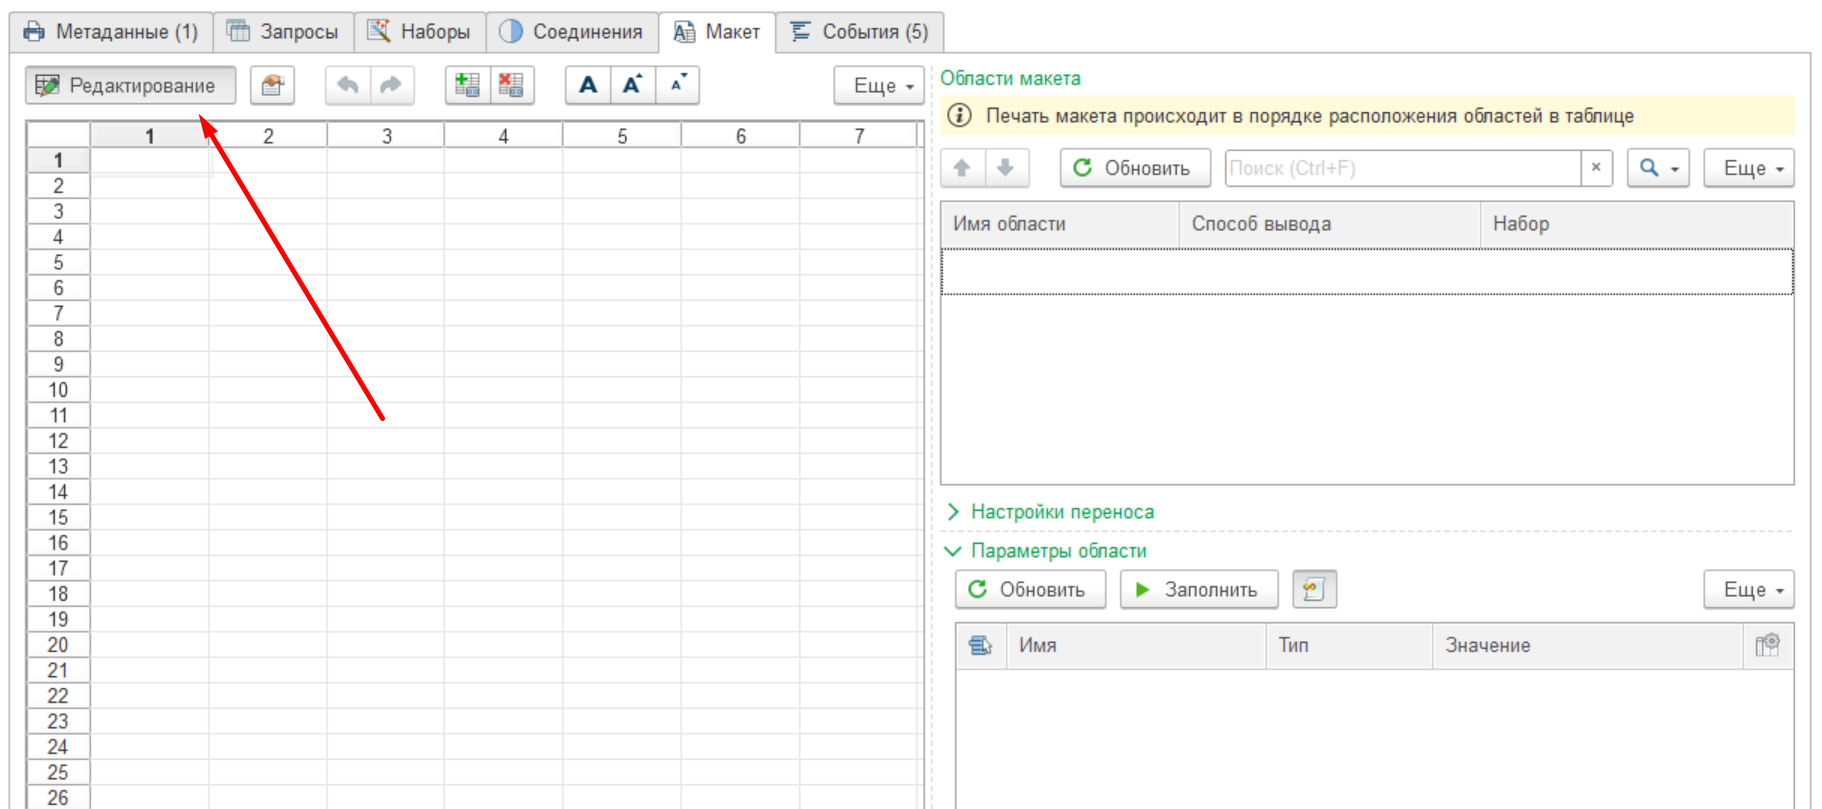 Метаданные (1) Запросы Наборы Соединения Макет События (5)
Редактирование A A A Еще
Области макета
Печать макета происходит в порядке расположения областей в таблице
Обновить Поиск (Ctrl+F) × Еще
Имя области Способ вывода Набор
Настройки переноса
Параметры области
Обновить Заполнить Еще
Имя Тип Значение
1 2 3 4 5 6 7
1
2
3
4
5
6
7
8
9
10
11
12
13
14
15
16
17
18
19
20
21
22
23
24
25
26